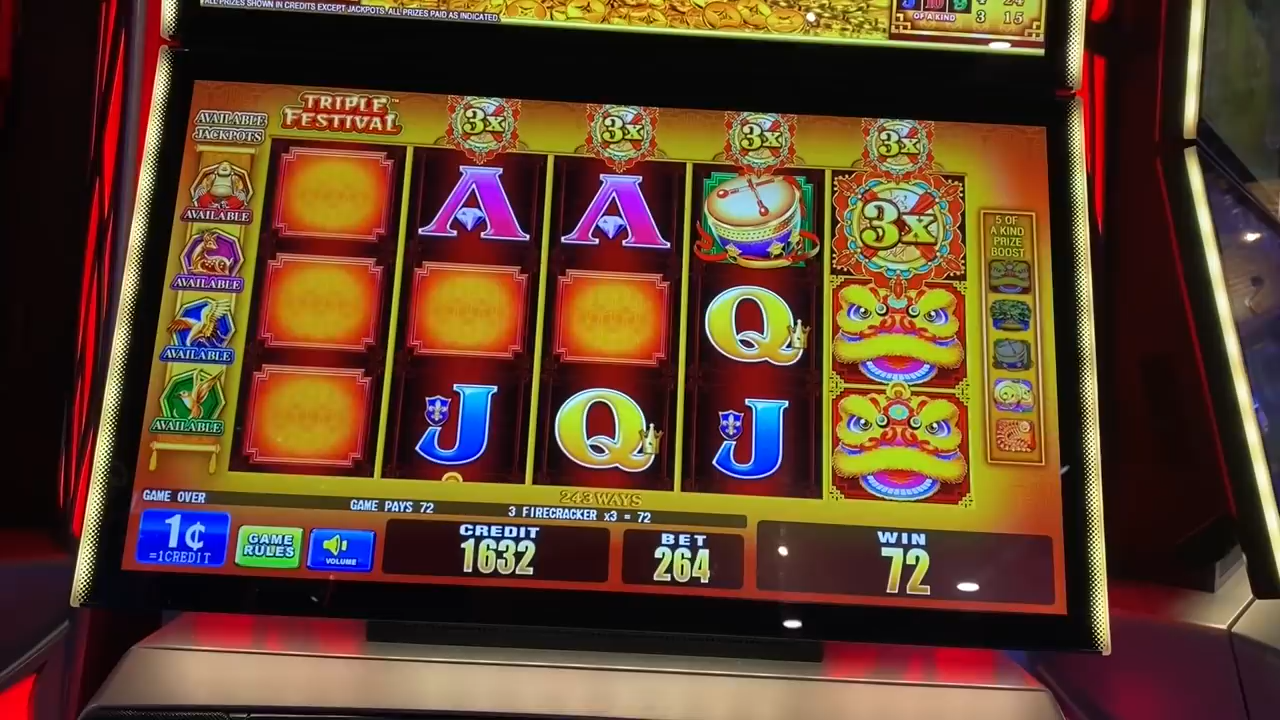 ALL PRIZES SHOWN IN CREDITS EXCEPT JACKPOTS. ALL PRIZES PAID AS INDICATED
OF A KIND 3 15
TRIPLE
FESTIVAL™
AVAILABLE
JACKPOTS
3x 3x 3x 3x
AVAILABLE
AVAILABLE
AVAILABLE
AVAILABLE
A A 3x
Q
J Q J
5 OF
A KIND
PRIZE
BOOST
243 WAYS
GAME OVER
GAME PAYS 72
3 FIRECRACKER x3 = 72
1¢
=1CREDIT
GAME
RULES
VOLUME
CREDIT
1632
BET
264
WIN
72